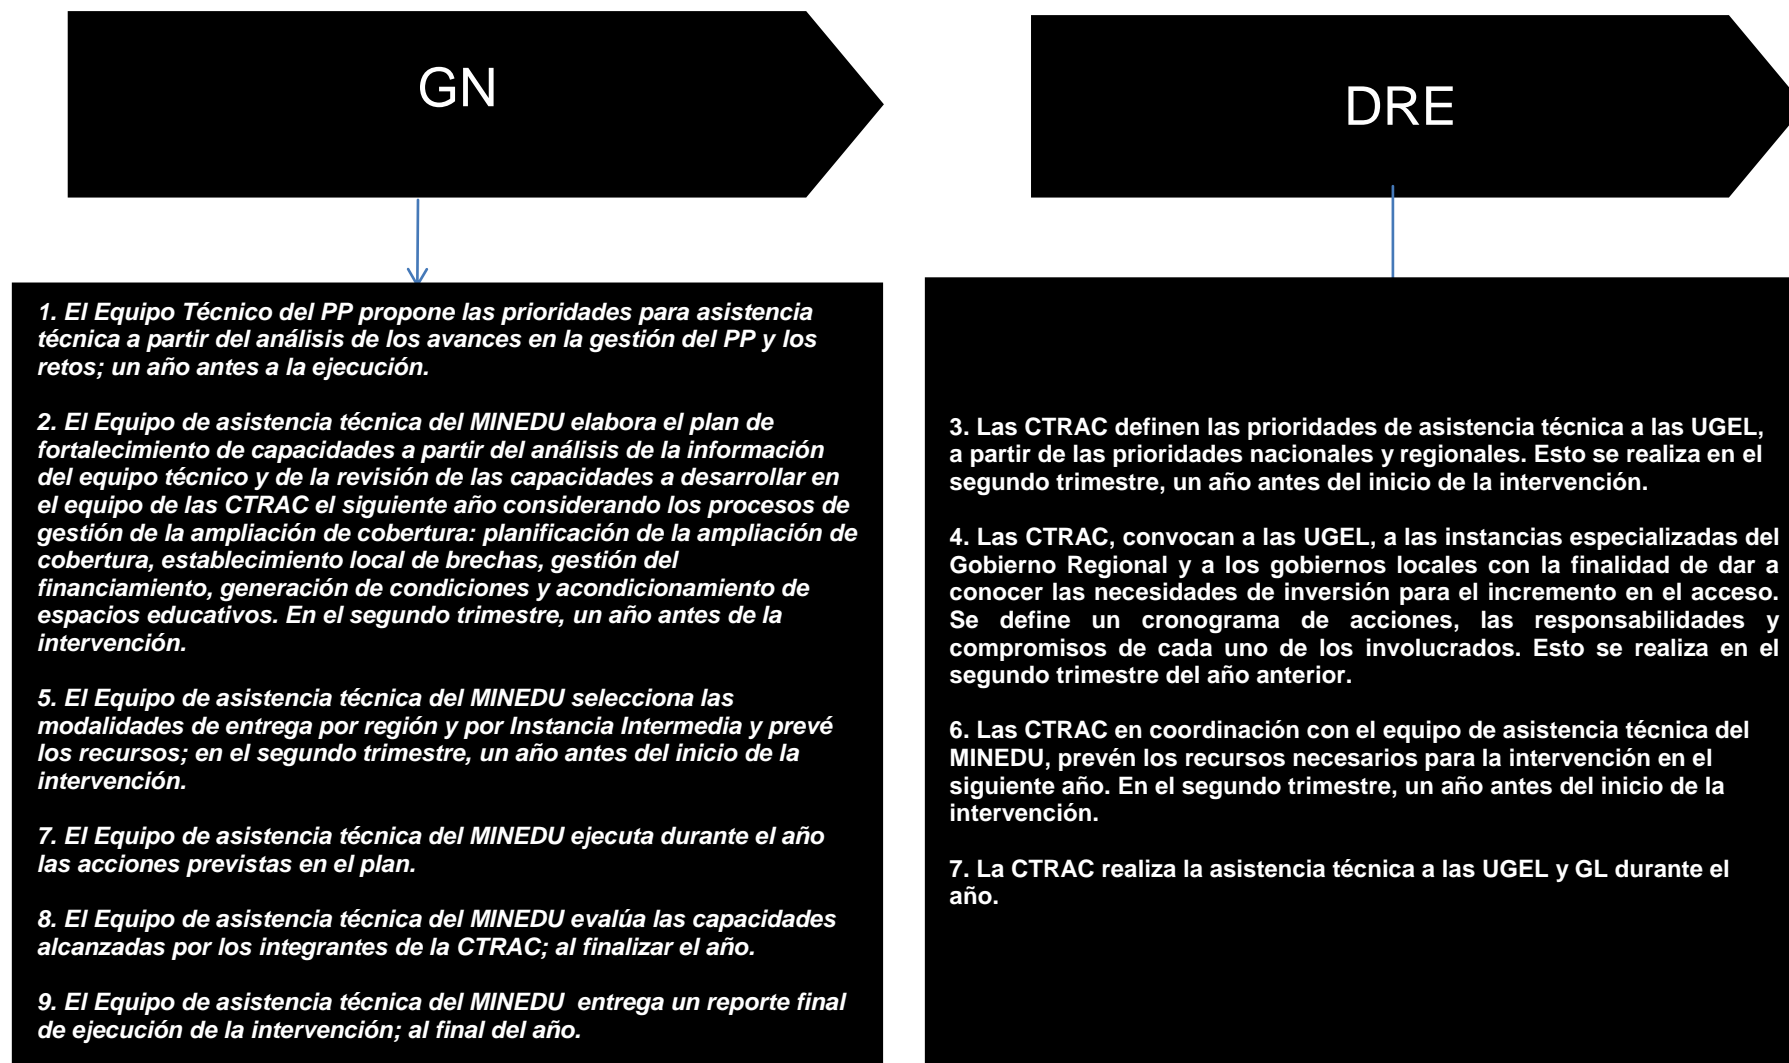 GN
1. El Equipo Técnico del PP propone las prioridades para asistencia
técnica a partir del análisis de los avances en la gestión del PP y los
retos; un año antes a la ejecución.
2. El Equipo de asistencia técnica del MINEDU elabora el plan de
fortalecimiento de capacidades a partir del análisis de la información
del equipo técnico y de la revisión de las capacidades a desarrollar en
el equipo de las CTRAC el siguiente año considerando los procesos de
gestión de la ampliación de cobertura: planificación de la ampliación de
cobertura, establecimiento local de brechas, gestión del
financiamiento, generación de condiciones y acondicionamiento de
espacios educativos. En el segundo trimestre, un año antes de la
intervención.
5. El Equipo de asistencia técnica del MINEDU selecciona las
modalidades de entrega por región y por Instancia Intermedia y prevé
los recursos; en el segundo trimestre, un año antes del inicio de la
intervención.
7. El Equipo de asistencia técnica del MINEDU ejecuta durante el año
las acciones previstas en el plan.
8. El Equipo de asistencia técnica del MINEDU evalúa las capacidades
alcanzadas por los integrantes de la CTRAC; al finalizar el año.
9. El Equipo de asistencia técnica del MINEDU entrega un reporte final
de ejecución de la intervención; al final del año.
DRE
3. Las CTRAC definen las prioridades de asistencia técnica a las UGEL,
a partir de las prioridades nacionales y regionales. Esto se realiza en el
segundo trimestre, un año antes del inicio de la intervención.
4. Las CTRAC, convocan a las UGEL, a las instancias especializadas del
Gobierno Regional y a los gobiernos locales con la finalidad de dar a
conocer las necesidades de inversión para el incremento en el acceso.
Se define un cronograma de acciones, las responsabilidades y
compromisos de cada uno de los involucrados. Esto se realiza en el
segundo trimestre del año anterior.
6. Las CTRAC en coordinación con el equipo de asistencia técnica del
MINEDU, prevén los recursos necesarios para la intervención en el
siguiente año. En el segundo trimestre, un año antes del inicio de la
intervención.
7. La CTRAC realiza la asistencia técnica a las UGEL y GL durante el
año.